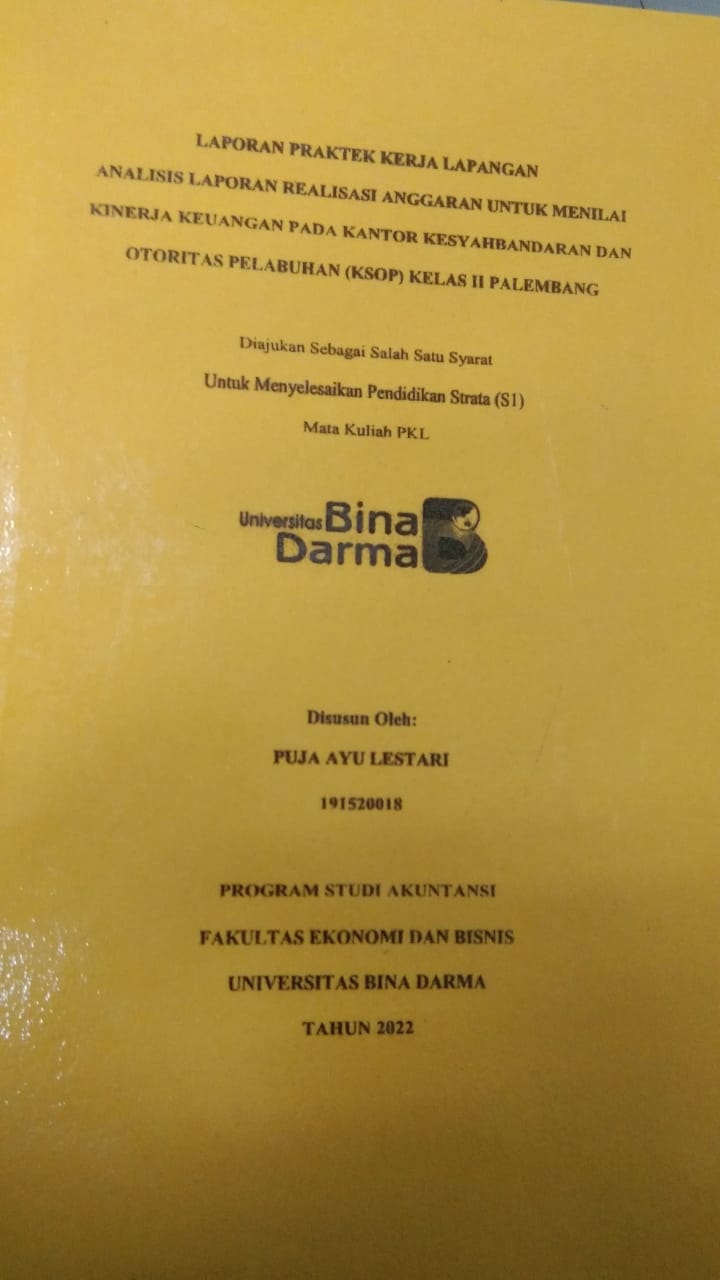 LAPORAN PRAKTEK KERJA LAPANGAN
ANALISIS LAPORAN REALISASI ANGGARAN UNTUK MENILAI
KINERJA KEUANGAN PADA KANTOR KESYAHBANDARAN DAN
OTORITAS PELABUHAN (KSOP) KELAS II PALEMBANG
Diajukan Sebagai Salah Satu Syarat
Untuk Menyelesaikan Pendidikan Strata (S1)
Mata Kuliah PKL
Universitas Bina
Darma
Disusun Oleh:
PUJA AYU LESTARI
191520018
PROGRAM STUDI AKUNTANSI
FAKULTAS EKONOMI DAN BISNIS
UNIVERSITAS BINA DARMA
TAHUN 2022